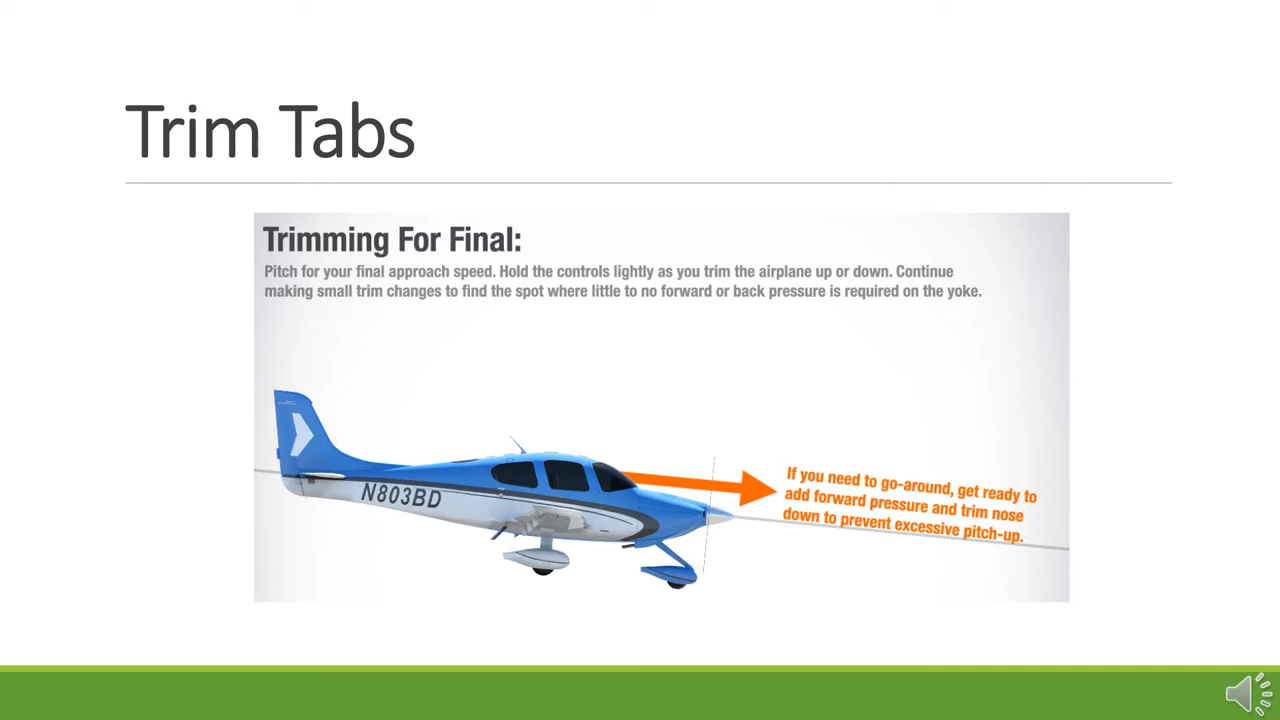 Trim Tabs
Trimming For Final:
Pitch for your final approach speed. Hold the controls lightly as you trim the airplane up or down. Continue
making small trim changes to find the spot where little to no forward or back pressure is required on the yoke.
N803BD
If you need to go-around, get ready to
add forward pressure and trim nose
down to prevent excessive pitch-up.